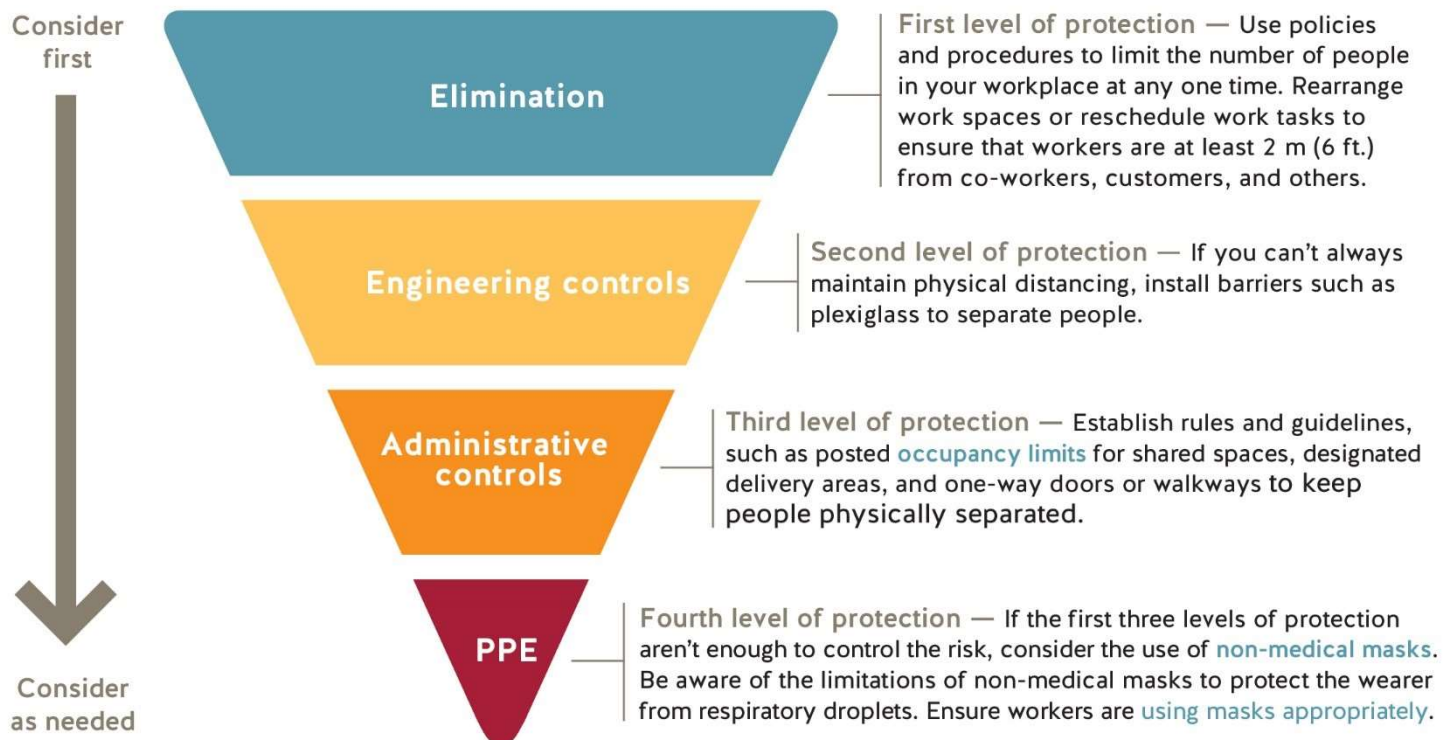 Consider
first
Elimination
First level of protection — Use policies
and procedures to limit the number of people
in your workplace at any one time. Rearrange
work spaces or reschedule work tasks to
ensure that workers are at least 2 m (6 ft.)
from co-workers, customers, and others.
Engineering controls
Second level of protection — If you can’t always
maintain physical distancing, install barriers such as
plexiglass to separate people.
Administrative
controls
Third level of protection — Establish rules and guidelines,
such as posted occupancy limits for shared spaces, designated
delivery areas, and one-way doors or walkways to keep
people physically separated.
PPE
Fourth level of protection — If the first three levels of protection
aren’t enough to control the risk, consider the use of non-medical masks.
Be aware of the limitations of non-medical masks to protect the wearer
from respiratory droplets. Ensure workers are using masks appropriately.
Consider
as needed